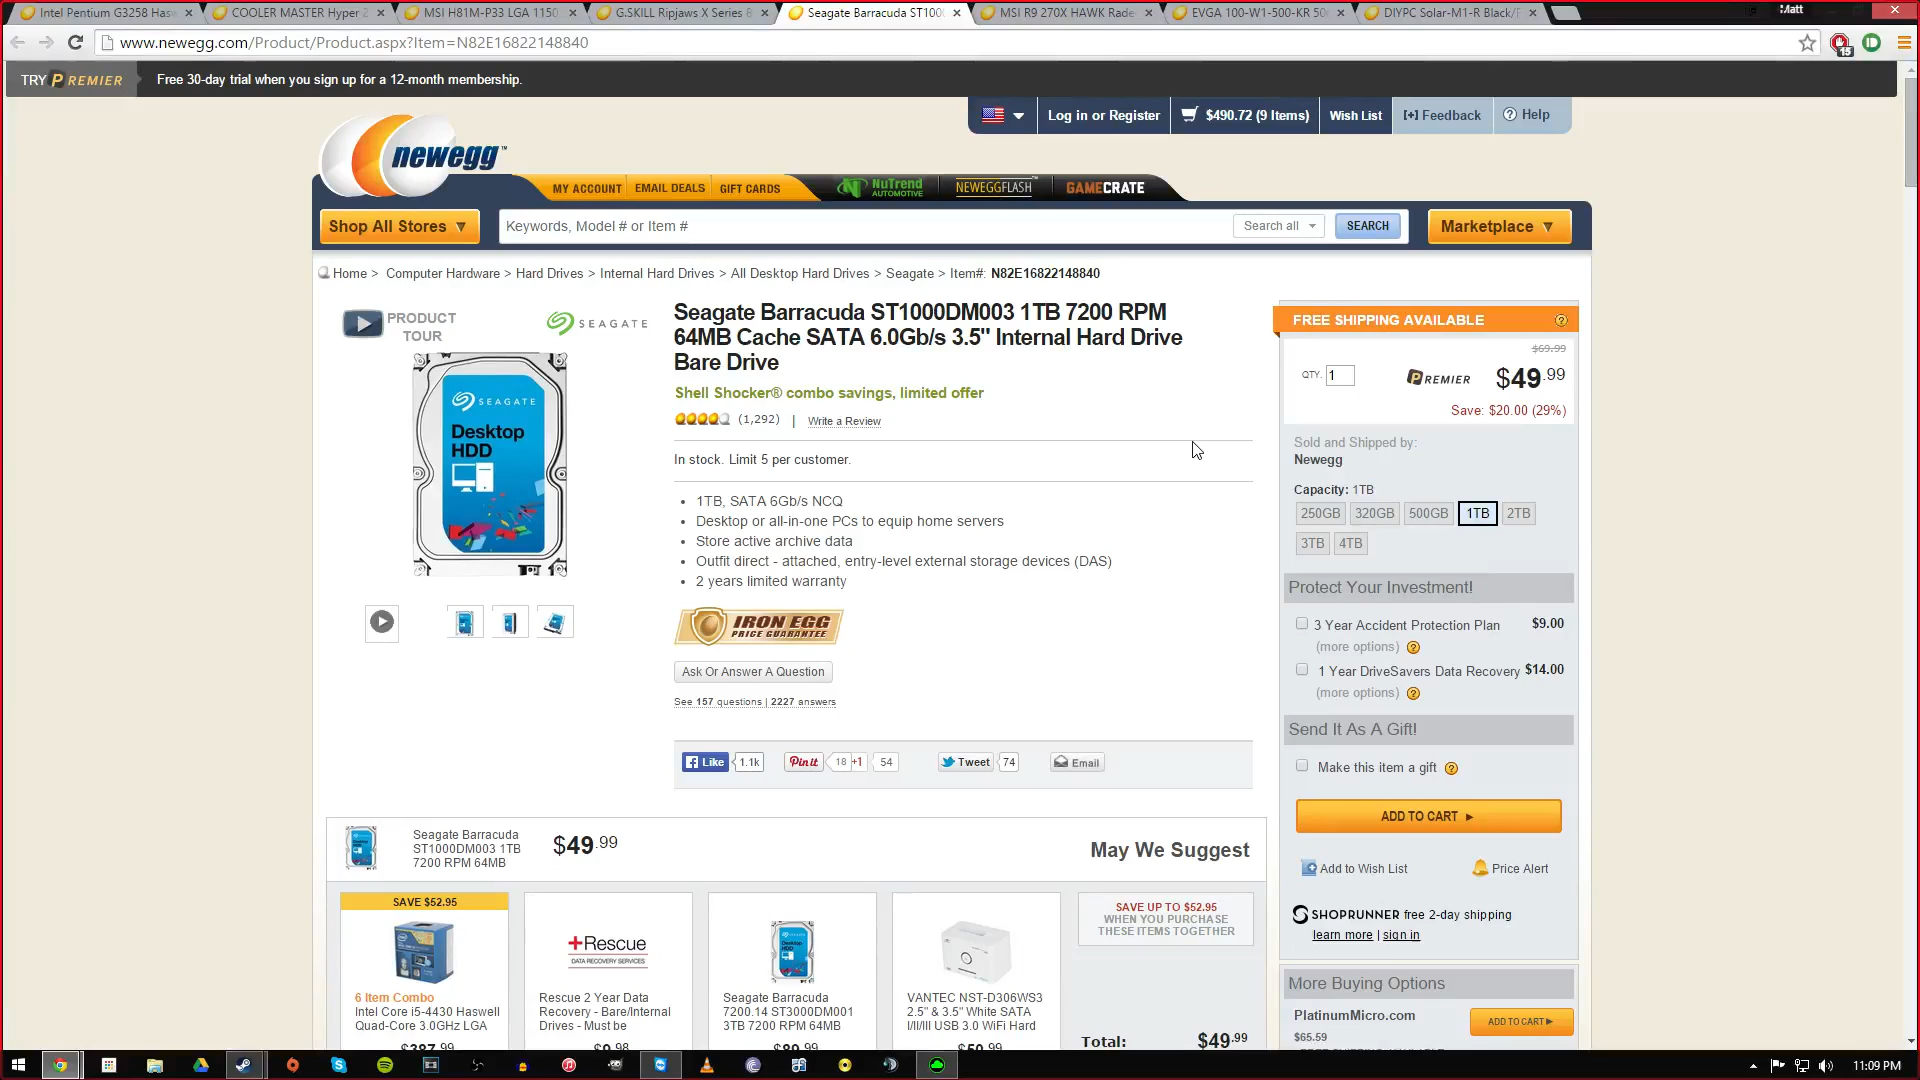 Intel Pentium G3258 Hasw
COOLER MASTER Hyper 2
MSI H81M-P33 LGA 1150
G.SKILL Ripjaws X Series 8
Seagate Barracuda ST100
MSI R9 270X HAWK Rade
EVGA 100-W1-500-KR 50
DIYPC Solar-M1-R Black/F
Matt
www.newegg.com/Product/Product.aspx?Item=N82E16822148840
15
TRY PREMIER
Free 30-day trial when you sign up for a 12-month membership.
Log in or Register
$490.72 (9 Items)
Wish List
[+] Feedback
? Help
newegg™
MY ACCOUNT
EMAIL DEALS
GIFT CARDS
NUTREND AUTOMOTIVE
NEWEGGFLASH™
GAMECRATE
Shop All Stores ▼
Keywords, Model # or Item #
Search all
SEARCH
Marketplace ▼
Home > Computer Hardware > Hard Drives > Internal Hard Drives > All Desktop Hard Drives > Seagate > Item#: N82E16822148840
PRODUCT
TOUR
SEAGATE
SEAGATE
Desktop
HDD
Seagate Barracuda ST1000DM003 1TB 7200 RPM
64MB Cache SATA 6.0Gb/s 3.5" Internal Hard Drive
Bare Drive
Shell Shocker® combo savings, limited offer
(1,292) | Write a Review
In stock. Limit 5 per customer.
• 1TB, SATA 6Gb/s NCQ
• Desktop or all-in-one PCs to equip home servers
• Store active archive data
• Outfit direct - attached, entry-level external storage devices (DAS)
• 2 years limited warranty
IRON EGG
PRICE GUARANTEE
Ask Or Answer A Question
See 157 questions | 2227 answers
Like 1.1k
Pin it 18
+1 54
Tweet 74
Email
FREE SHIPPING AVAILABLE ?
$69.99
QTY. 1
PREMIER
$49.99
Save: $20.00 (29%)
Sold and Shipped by:
Newegg
Capacity: 1TB
250GB 320GB 500GB 1TB 2TB
3TB 4TB
Protect Your Investment!
3 Year Accident Protection Plan $9.00
(more options) ?
1 Year DriveSavers Data Recovery $14.00
(more options) ?
Send It As A Gift!
Make this item a gift ?
ADD TO CART ►
Add to Wish List
Price Alert
SHOPRUNNER free 2-day shipping
learn more | sign in
More Buying Options
PlatinumMicro.com
$65.59
ADD TO CART ►
Seagate Barracuda
ST1000DM003 1TB
7200 RPM 64MB
$49.99
May We Suggest
SAVE $52.95
6 Item Combo
Intel Core i5-4430 Haswell
Quad-Core 3.0GHz LGA
$387.99
+Rescue
DATA RECOVERY SERVICES
Rescue 2 Year Data
Recovery - Bare/Internal
Drives - Must be
$9.98
Seagate Barracuda
7200.14 ST3000DM001
3TB 7200 RPM 64MB
$89.99
VANTEC NST-D306WS3
2.5" & 3.5" White SATA
I/II/III USB 3.0 WiFi Hard
$59.99
SAVE UP TO $52.95
WHEN YOU PURCHASE
THESE ITEMS TOGETHER
Total: $49.99
11:09 PM